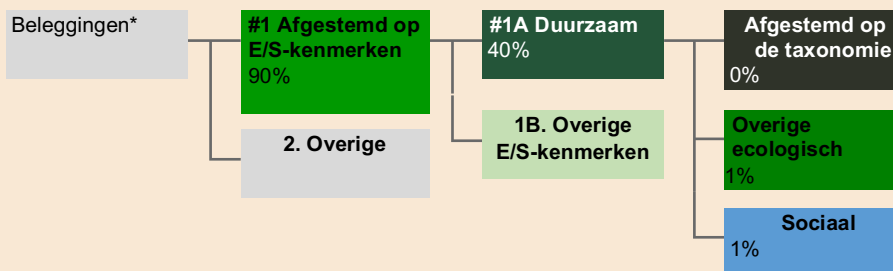 Beleggingen*
#1 Afgestemd op
E/S-kenmerken
90%
2. Overige
#1A Duurzaam
40%
1B. Overige
E/S-kenmerken
Afgestemd op
de taxonomie
0%
Overige
ecologisch
1%
Sociaal
1%